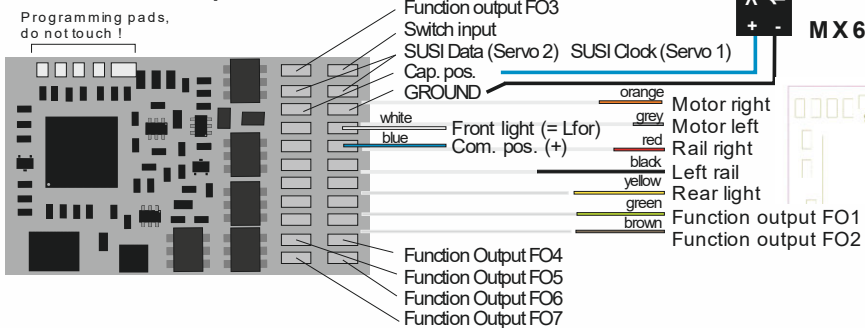 Programming pads,
do not touch !
Function output FO3
Switch input
SUSI Data (Servo 2) SUSI Clock (Servo 1)
Cap. pos.
GROUND
+ -
MX6
white
blue
Front light (= Lfor)
Com. pos. (+)
orange
Motor right
grey
Motor left
red
Rail right
black
Left rail
yellow
Rear light
green
Function output FO1
brown
Function output FO2
Function Output FO4
Function Output FO5
Function Output FO6
Function Output FO7